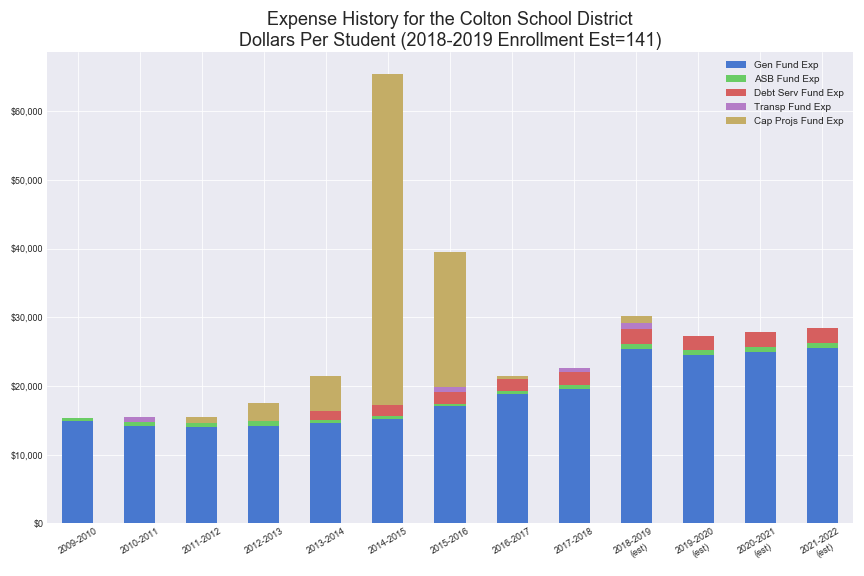 Expense History for the Colton School District
Dollars Per Student (2018-2019 Enrollment Est=141)
Gen Fund Exp
ASB Fund Exp
Debt Serv Fund Exp
Transp Fund Exp
Cap Projs Fund Exp
$60,000
$50,000
$40,000
$30,000
$20,000
$10,000
$0
2009-2010
2010-2011
2011-2012
2012-2013
2013-2014
2014-2015
2015-2016
2016-2017
2017-2018
2018-2019
(est)
2019-2020
(est)
2020-2021
(est)
2021-2022
(est)